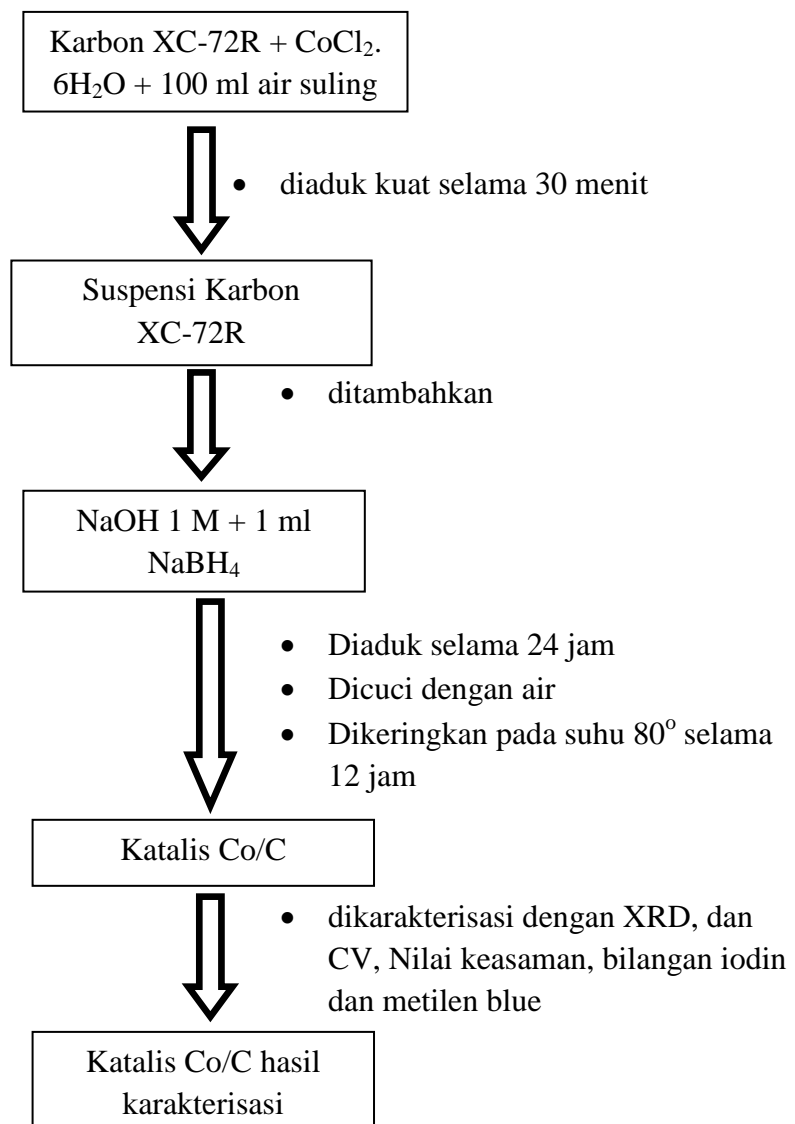 Karbon XC-72R + CoCl₂.
6H₂O + 100 ml air suling
• diaduk kuat selama 30 menit
Suspensi Karbon
XC-72R
• ditambahkan
NaOH 1 M + 1 ml
NaBH₄
• Diaduk selama 24 jam
• Dicuci dengan air
• Dikeringkan pada suhu 80° selama
12 jam
Katalis Co/C
• dikarakterisasi dengan XRD, dan
CV, Nilai keasaman, bilangan iodin
dan metilen blue
Katalis Co/C hasil
karakterisasi